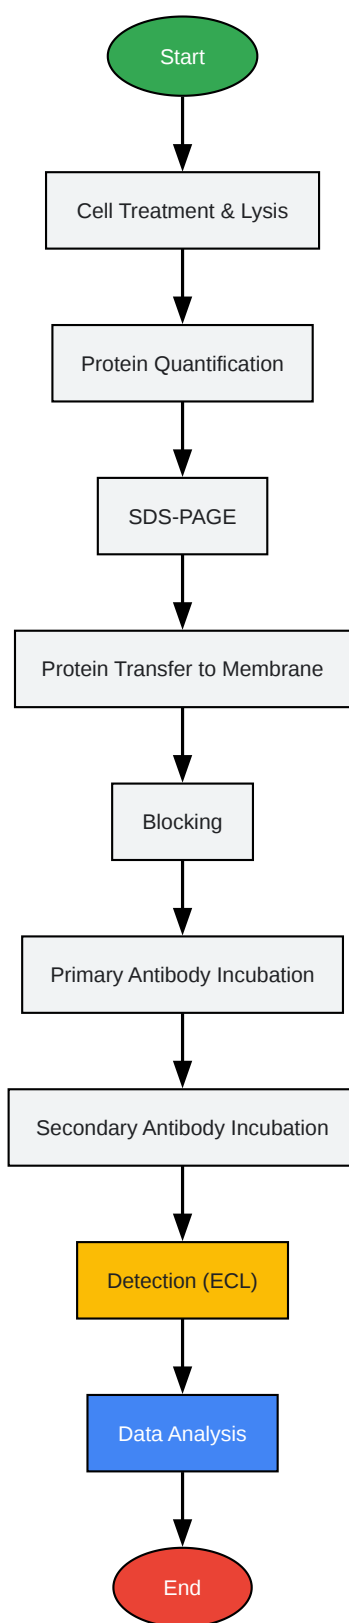 Start
Cell Treatment & Lysis
Protein Quantification
SDS-PAGE
Protein Transfer to Membrane
Blocking
Primary Antibody Incubation
Secondary Antibody Incubation
Detection (ECL)
Data Analysis
End